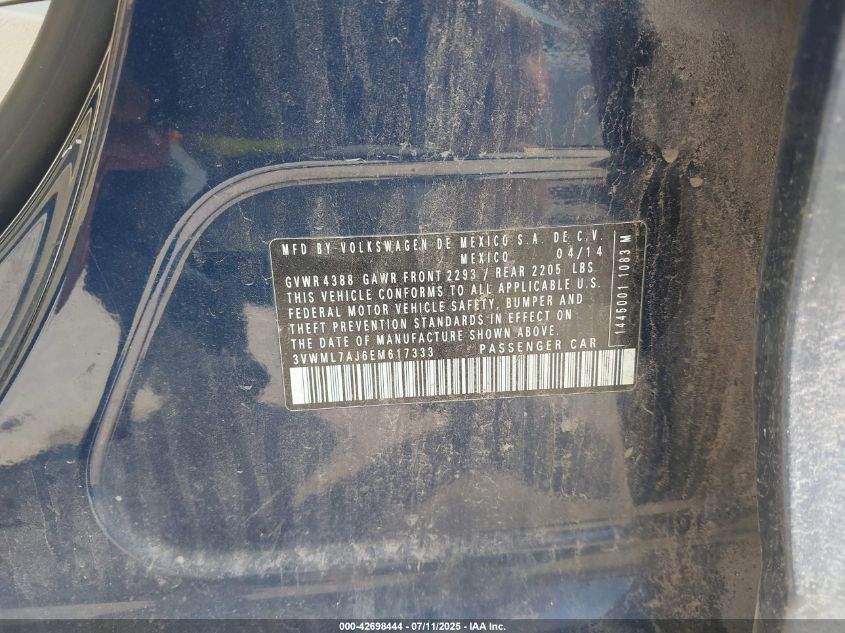 MFD BY VOLKSWAGEN DE MEXICO S.A. DE C.V.
MEXICO 04/14
GVWR 4388 GAWR FRONT 2293 / REAR 2205 LBS
THIS VEHICLE CONFORMS TO ALL APPLICABLE U.S.
FEDERAL MOTOR VEHICLE SAFETY, BUMPER AND
THEFT PREVENTION STANDARDS IN EFFECT ON
THE DATE OF MANUFACTURE SHOWN ABOVE.
3VWML7AJ6EM617333 PASSENGER CAR
1445001 1083 M
000-42698444 / 07/11/2025 - IAA Inc.